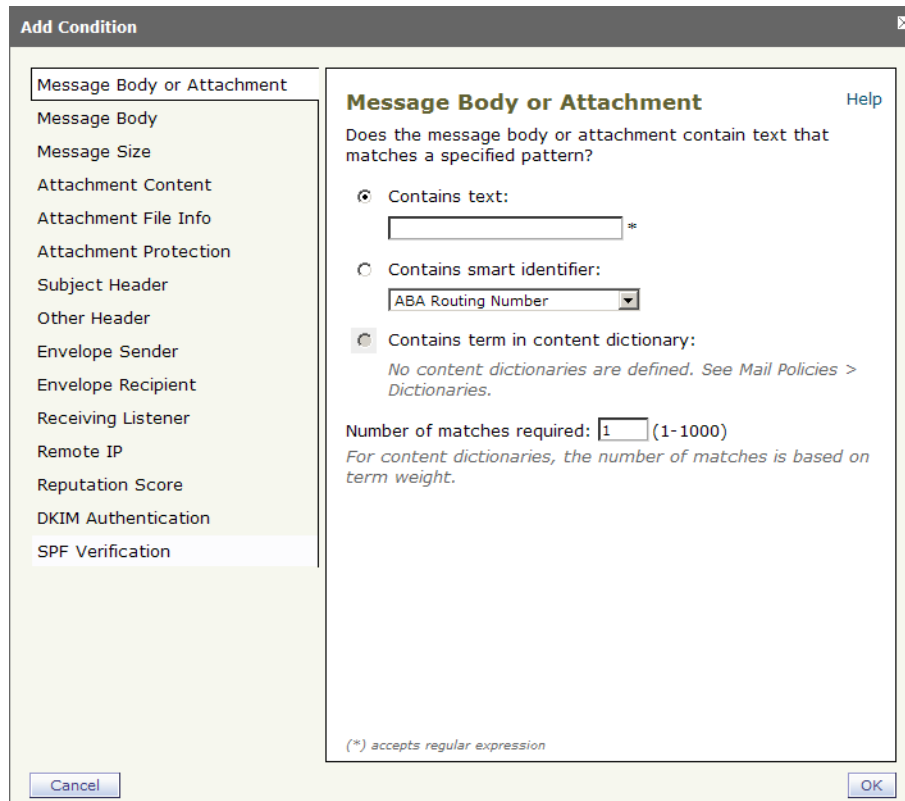 Add Condition
Message Body or Attachment
Message Body
Message Size
Attachment Content
Attachment File Info
Attachment Protection
Subject Header
Other Header
Envelope Sender
Envelope Recipient
Receiving Listener
Remote IP
Reputation Score
DKIM Authentication
SPF Verification
Message Body or Attachment
Help
Does the message body or attachment contain text that
matches a specified pattern?
Contains text:
*
Contains smart identifier:
ABA Routing Number
Contains term in content dictionary:
No content dictionaries are defined. See Mail Policies >
Dictionaries.
Number of matches required: 1 (1-1000)
For content dictionaries, the number of matches is based on
term weight.
(*) accepts regular expression
Cancel
OK